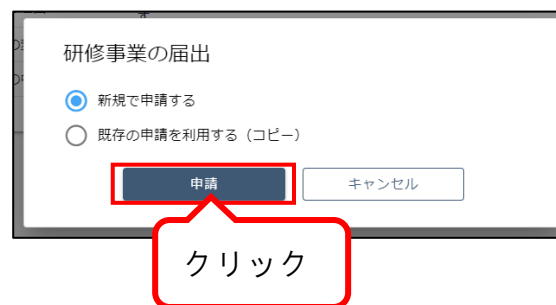 研修事業の届出
新規で申請する
既存の申請を利用する（コピー）
申請
キャンセル
クリック